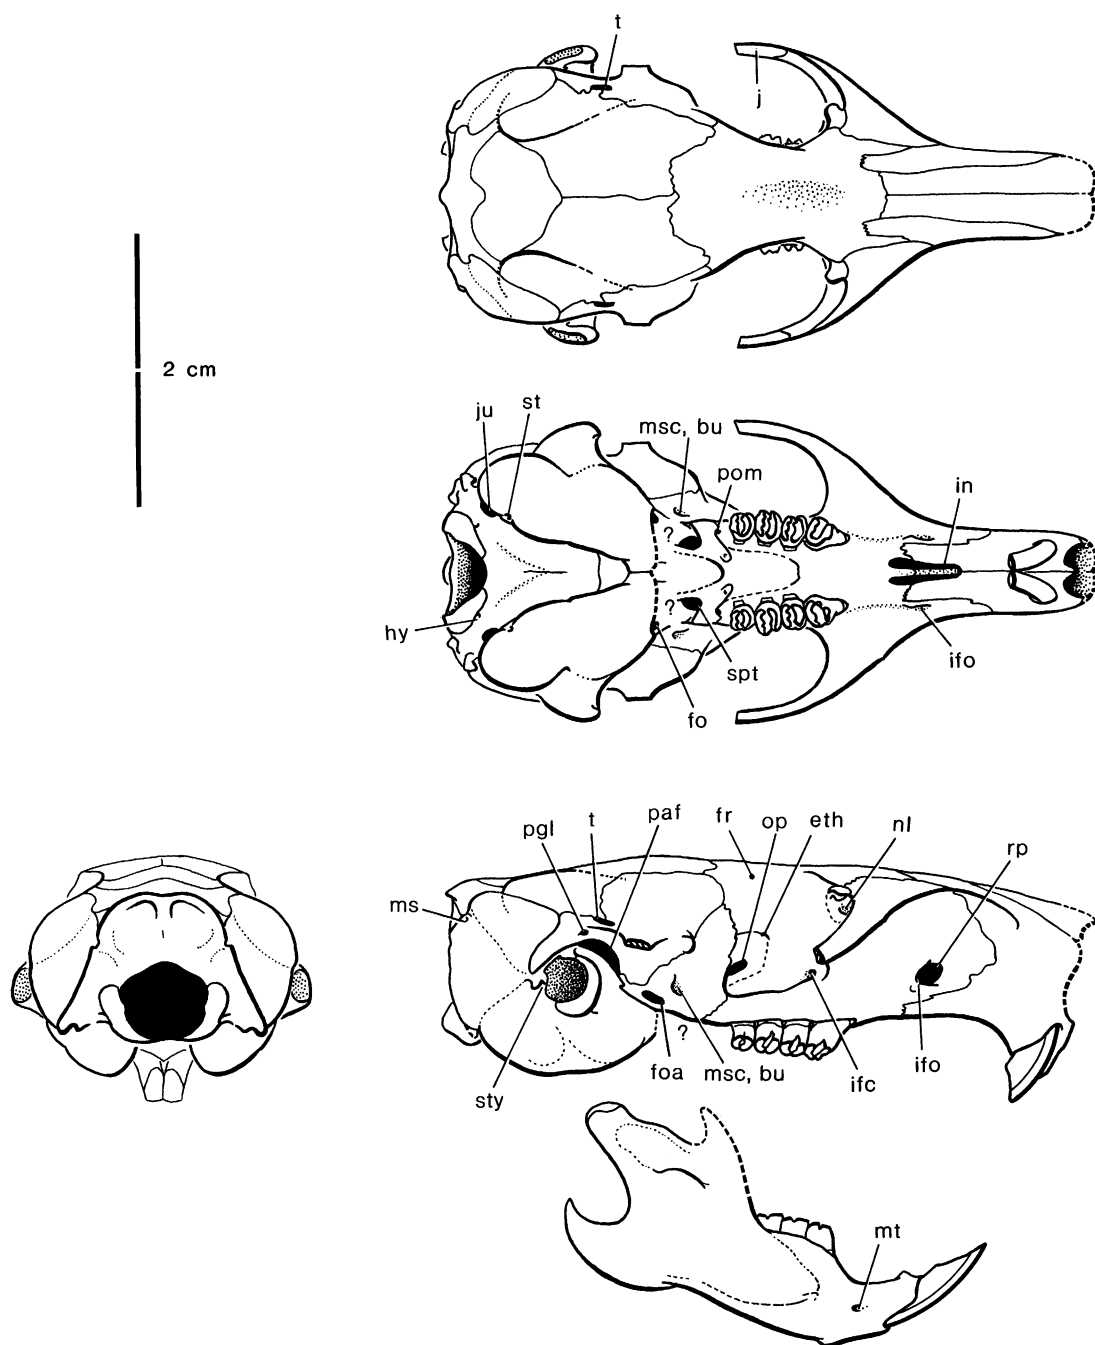 t
j
2 cm
ju
st
msc, bu
pom
in
?
?
hy
spt
fo
ifo
pgl
t
paf
fr
op
eth
nl
rp
ms
?
sty
foa
msc, bu
ifc
ifo
mt